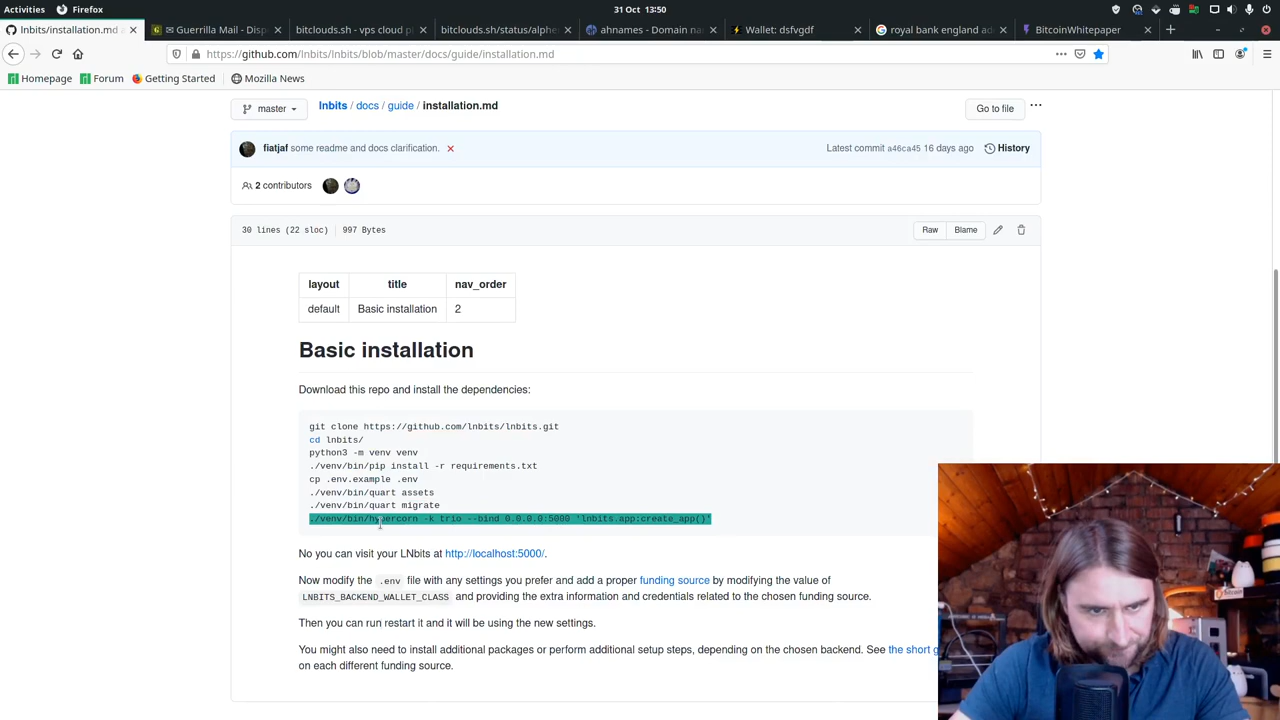 Activities Firefox 31 Oct 13:50
lnbits/installation.md a Guerrilla Mail - Disp bitclouds.sh - vps cloud p bitclouds.sh/status/alphe ahnames - Domain na Wallet: dsfvgdf royal bank england ad BitcoinWhitepaper
https://github.com/lnbits/lnbits/blob/master/docs/guide/installation.md
Homepage Forum Getting Started Mozilla News
master lnbits / docs / guide / installation.md Go to file
fiatjaf some readme and docs clarification. Latest commit a46ca45 16 days ago History
2 contributors
30 lines (22 sloc) 997 Bytes Raw Blame
layout title nav_order
default Basic installation 2
Basic installation
Download this repo and install the dependencies:
git clone https://github.com/lnbits/lnbits.git
cd lnbits/
python3 -m venv venv
./venv/bin/pip install -r requirements.txt
cp .env.example .env
./venv/bin/quart assets
./venv/bin/quart migrate
./venv/bin/hypercorn -k trio --bind 0.0.0.0:5000 'lnbits.app:create_app()'
No you can visit your LNbits at http://localhost:5000/.
Now modify the .env file with any settings you prefer and add a proper funding source by modifying the value of
LNBITS_BACKEND_WALLET_CLASS and providing the extra information and credentials related to the chosen funding source.
Then you can run restart it and it will be using the new settings.
You might also need to install additional packages or perform additional setup steps, depending on the chosen backend. See the short g
on each different funding source.